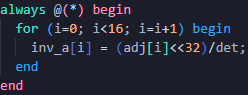 always @(*) begin
  for (i=0; i<16; i=i+1) begin
    inv_a[i] = (adj[i]<<32)/det;
  end
end